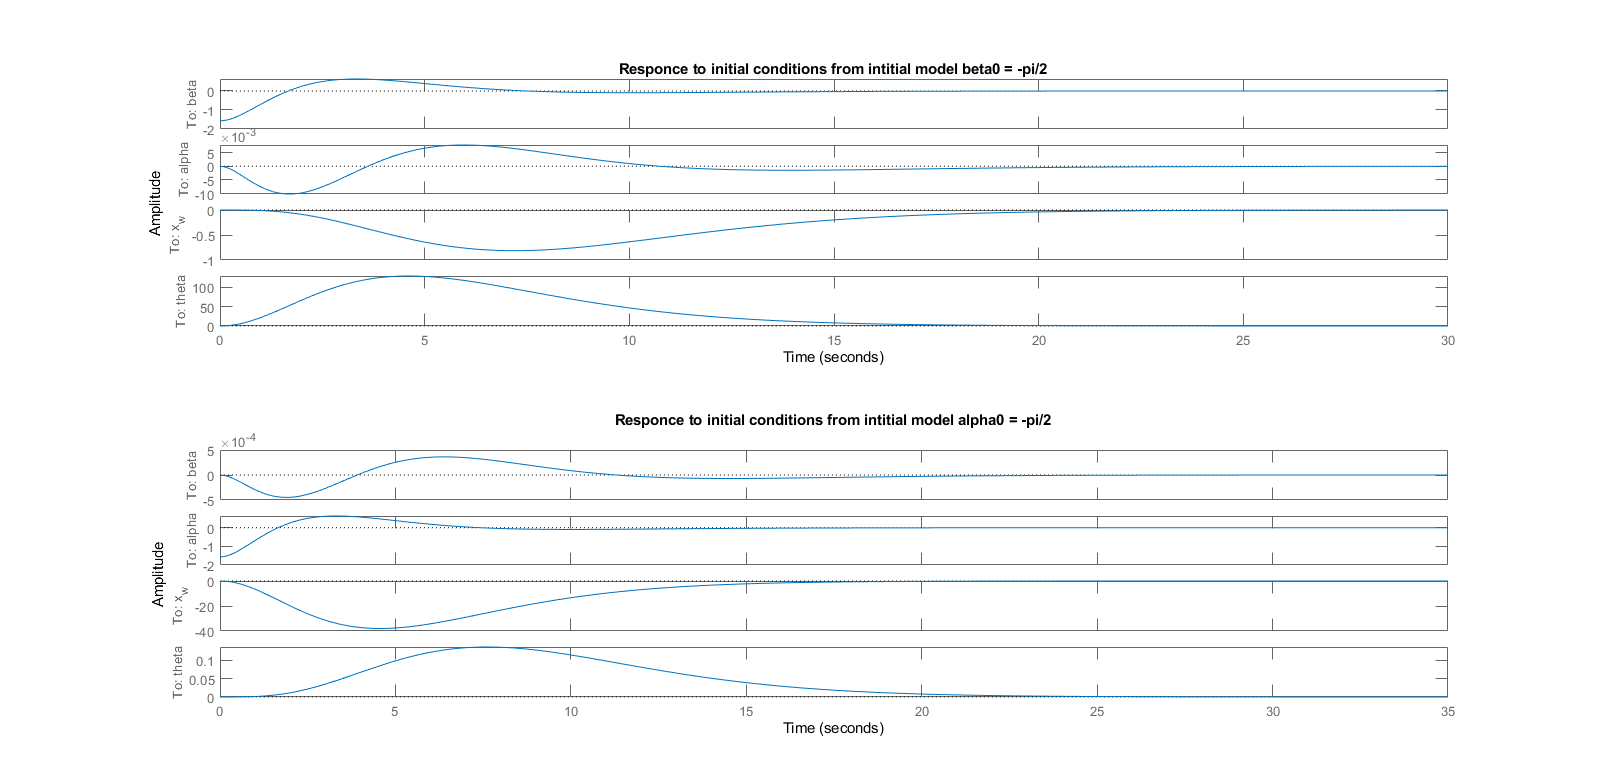 Responce to initial conditions from intitial model beta0 = -pi/2
Amplitude
To: beta
0
-1
-2
×10^-3
To: alpha
5
0
-5
-10
To: x_w
0
-0.5
-1
To: theta
100
50
0
0 5 10 15 20 25 30
Time (seconds)
Responce to initial conditions from intitial model alpha0 = -pi/2
Amplitude
×10^-4
To: beta
5
0
-5
To: alpha
0
-1
-2
To: x_w
0
-20
-40
To: theta
0.1
0.05
0
0 5 10 15 20 25 30 35
Time (seconds)